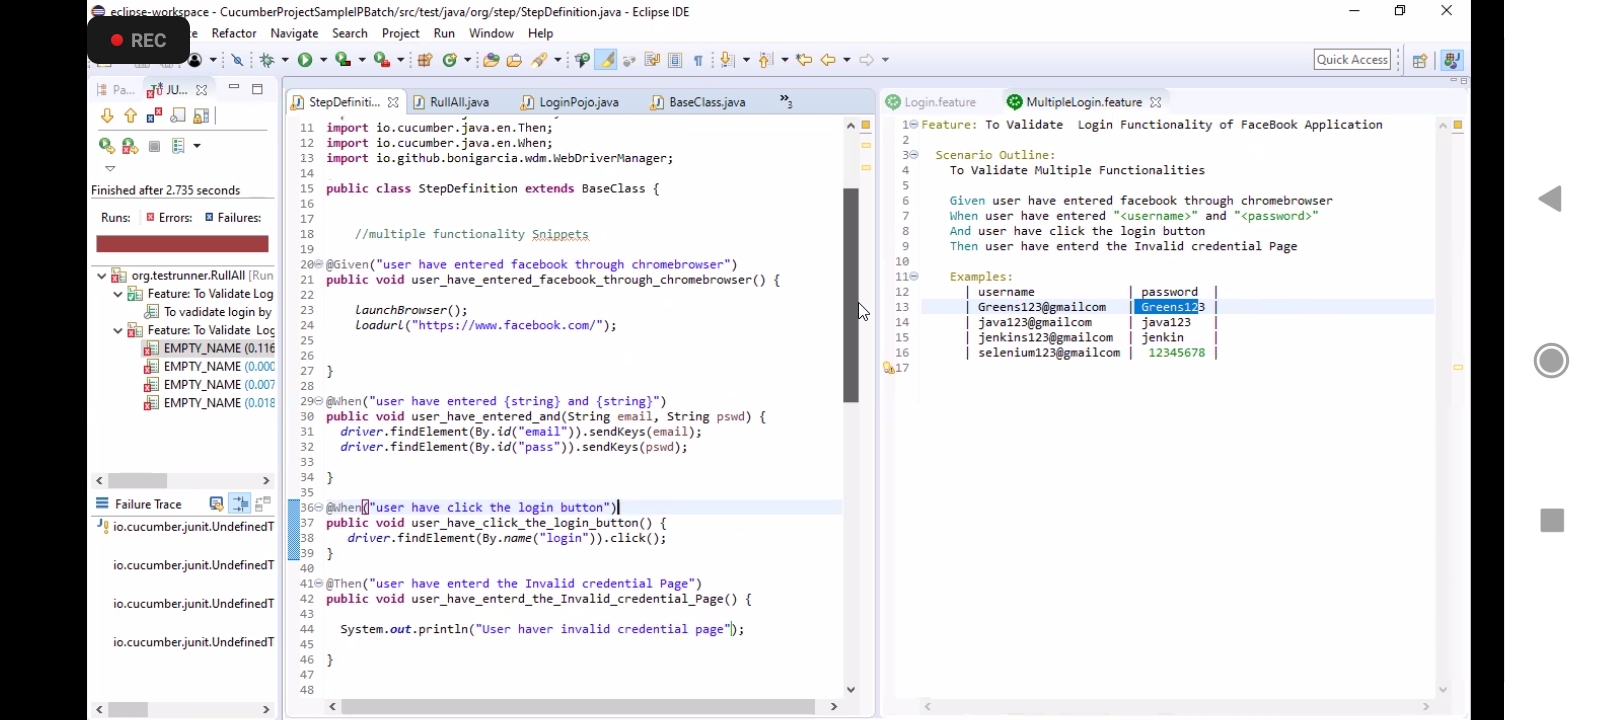 eclipse-workspace - CucumberProjectSampleIPBatch/src/test/java/org/step/StepDefinition.java - Eclipse IDE
REC
Refactor Navigate Search Project Run Window Help
Quick Access
Pa... JU...
StepDefiniti... RullAll.java LoginPojo.java BaseClass.java »3
Login.feature MultipleLogin.feature
Finished after 2.735 seconds
Runs: Errors: Failures:
org.testrunner.RullAll [Run
Feature: To Validate Log
To vadidate login by
Feature: To Validate Log
EMPTY_NAME (0.116
EMPTY_NAME (0.000
EMPTY_NAME (0.007
EMPTY_NAME (0.018
Failure Trace
io.cucumber.junit.UndefinedT
io.cucumber.junit.UndefinedT
io.cucumber.junit.UndefinedT
io.cucumber.junit.UndefinedT
11 import io.cucumber.java.en.Then;
12 import io.cucumber.java.en.When;
13 import io.github.bonigarcia.wdm.WebDriverManager;
14
15 public class StepDefinition extends BaseClass {
16
17
18 //multiple functionality Snippets
19
20 @Given("user have entered facebook through chromebrowser")
21 public void user_have_entered_facebook_through_chromebrowser() {
22
23 launchBrowser();
24 loadurl("https://www.facebook.com/");
25
26
27 }
28
29 @When("user have entered {string} and {string}")
30 public void user_have_entered_and(String email, String pswd) {
31 driver.findElement(By.id("email")).sendKeys(email);
32 driver.findElement(By.id("pass")).sendKeys(pswd);
33
34 }
35
36 @When("user have click the login button")
37 public void user_have_click_the_login_button() {
38 driver.findElement(By.name("login")).click();
39 }
40
41 @Then("user have enterd the Invalid credential Page")
42 public void user_have_enterd_the_Invalid_credential_Page() {
43
44 System.out.println("User haver invalid credential page");
45
46 }
47
48
1 Feature: To Validate Login Functionality of FaceBook Application
2
3 Scenario Outline:
4 To Validate Multiple Functionalities
5
6 Given user have entered facebook through chromebrowser
7 When user have entered "<username>" and "<password>"
8 And user have click the login button
9 Then user have enterd the Invalid credential Page
10
11 Examples:
12 | username | password |
13 | Greens123@gmailcom | Greens123 |
14 | java123@gmailcom | java123 |
15 | jenkins123@gmailcom | jenkin |
16 | selenium123@gmailcom | 12345678 |
17